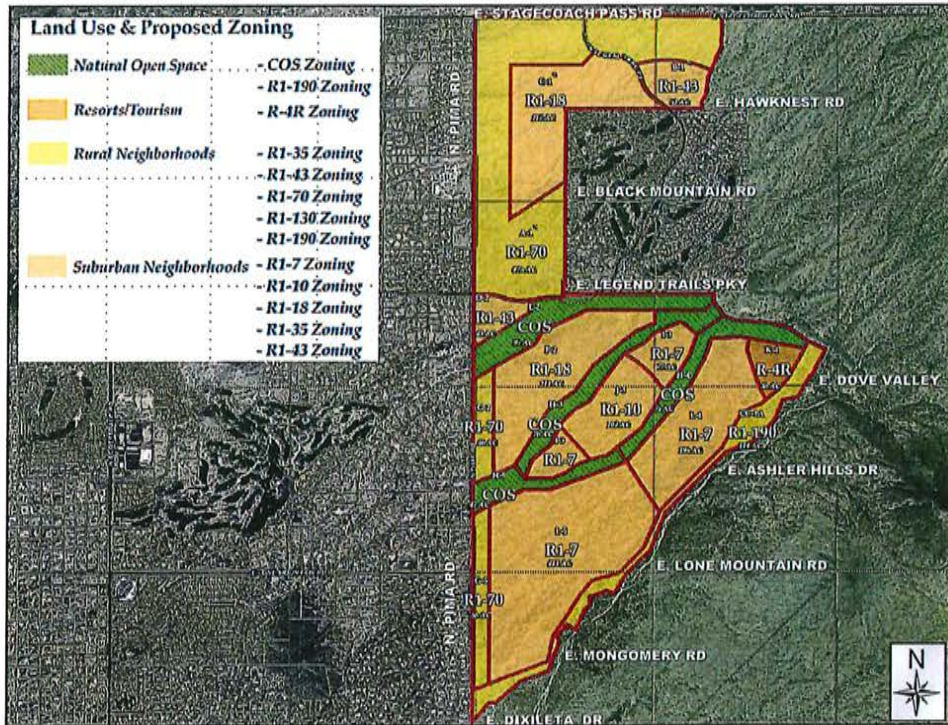 Land Use & Proposed Zoning
Natural Open Space
- COS Zoning
- R1-190 Zoning
Resorts/Tourism
- R-4R Zoning
Rural Neighborhoods
- R1-35 Zoning
- R1-43 Zoning
- R1-70 Zoning
- R1-130 Zoning
- R1-190 Zoning
Suburban Neighborhoods
- R1-7 Zoning
- R1-10 Zoning
- R1-18 Zoning
- R1-35 Zoning
- R1-43 Zoning
E. STAGECOACH PASS RD
N. PIMA RD
R1-18
R1-43
E. HAWKNEST RD
E. BLACK MOUNTAIN RD
R1-70
E. LEGEND TRAILS PKY
R1-43
COS
R1-18
R1-7
R-4R
E. DOVE VALLEY
COS
R1-10
R1-70
COS
R1-7
R1-190
R1-7
E. ASHLER HILLS DR
COS
R1-7
E. LONE MOUNTAIN RD
R1-70
N. PIMA RD
E. MONGOMERY RD
E. DIXILETA DR
N